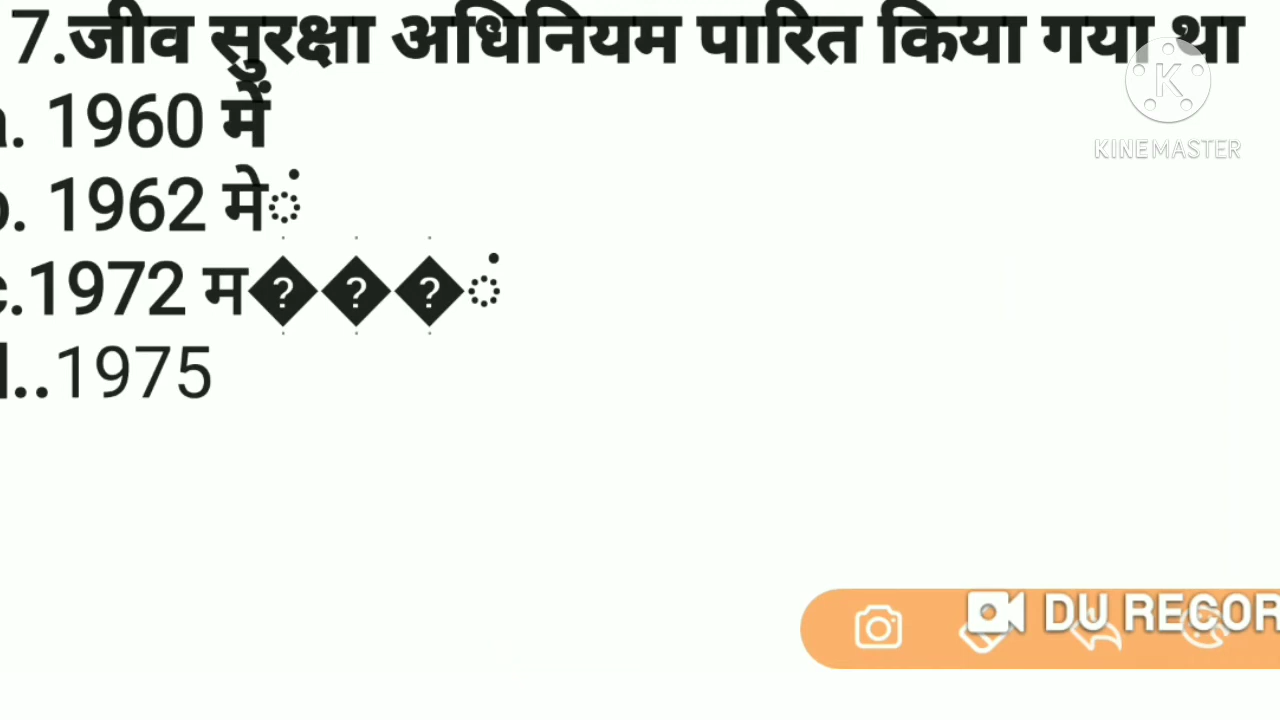 7.जीव सुरक्षा अधिनियम पारित किया गया था
a. 1960 में
K
KINEMASTER
b. 1962 में
c.1972 म���ं
d..1975
DU RECOR